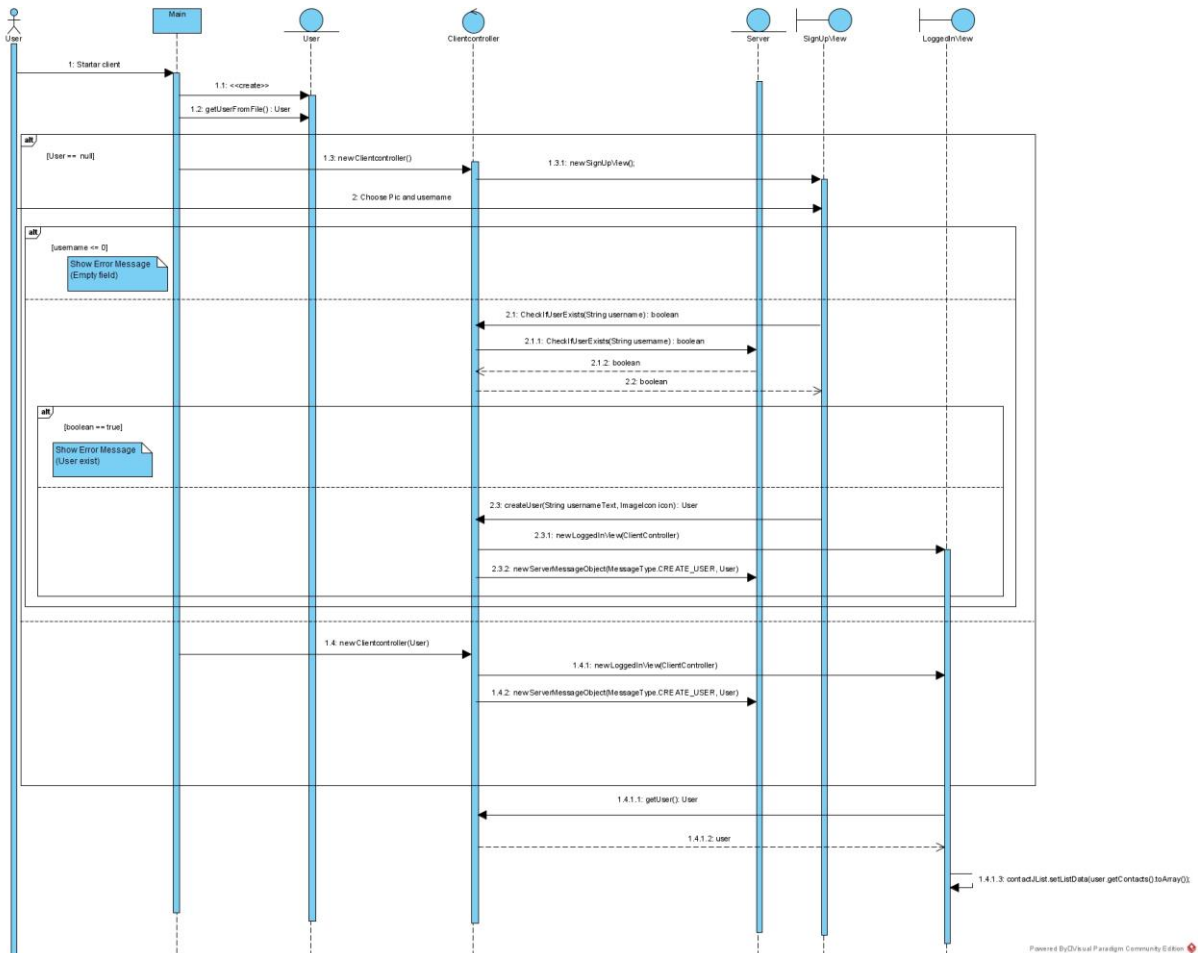 User
Main
User
Clientcontroller
Server
SignUpView
LoggedInView
1: Startar client
1.1: <<create>>
1.2: getUserFromFile() : User
alt
[User == null]
1.3: newClientcontroller()
1.3.1: newSignUpView();
2: Choose Pic and username
alt
[username <= 0]
Show Error Message
(Empty field)
2.1: CheckIfUserExists(String username) : boolean
2.1.1: CheckIfUserExists(String username) : boolean
2.1.2: boolean
2.2: boolean
alt
[boolean == true]
Show Error Message
(User exist)
2.3: createUser(String usernameText, ImageIcon icon) : User
2.3.1: newLoggedInView(ClientController)
2.3.2: newServerMessageObject(MessageType.CREATE_USER, User)
1.4: newClientcontroller(User)
1.4.1: newLoggedInView(ClientController)
1.4.2: newServerMessageObject(MessageType.CREATE_USER, User)
1.4.1.1: getUser(): User
1.4.1.2: user
1.4.1.3: contactJList.setListData(user.getContacts().toArray());
Powered By Visual Paradigm Community Edition